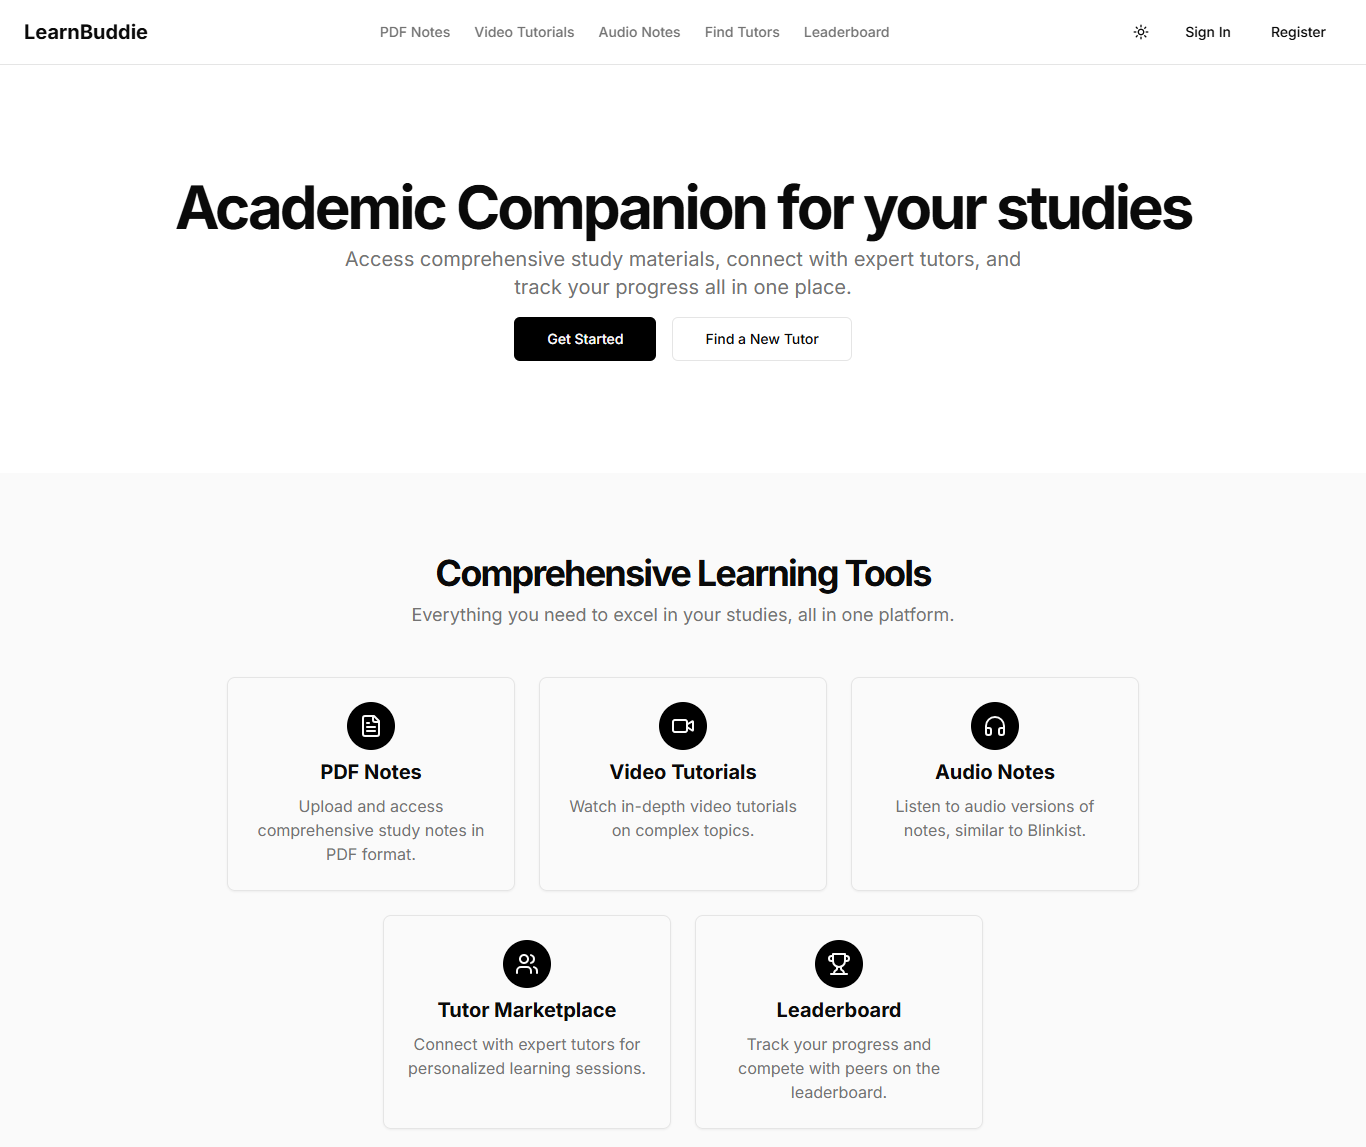 LearnBuddie
PDF Notes
Video Tutorials
Audio Notes
Find Tutors
Leaderboard
Sign In
Register
Academic Companion for your studies
Access comprehensive study materials, connect with expert tutors, and
track your progress all in one place.
Get Started
Find a New Tutor
Comprehensive Learning Tools
Everything you need to excel in your studies, all in one platform.
PDF Notes
Upload and access
comprehensive study notes in
PDF format.
Video Tutorials
Watch in-depth video tutorials
on complex topics.
Audio Notes
Listen to audio versions of
notes, similar to Blinkist.
Tutor Marketplace
Connect with expert tutors for
personalized learning sessions.
Leaderboard
Track your progress and
compete with peers on the
leaderboard.